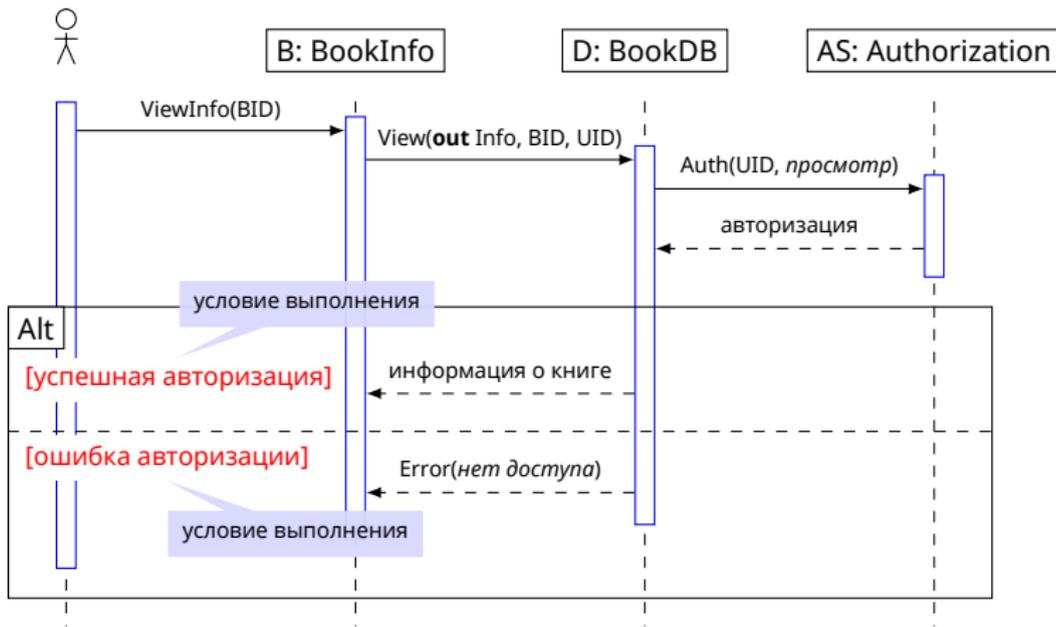 B: BookInfo
D: BookDB
AS: Authorization
ViewInfo(BID)
View(out Info, BID, UID)
Auth(UID, просмотр)
авторизация
условие выполнения
Alt
[успешная авторизация]
информация о книге
[ошибка авторизации]
Error(нет доступа)
условие выполнения